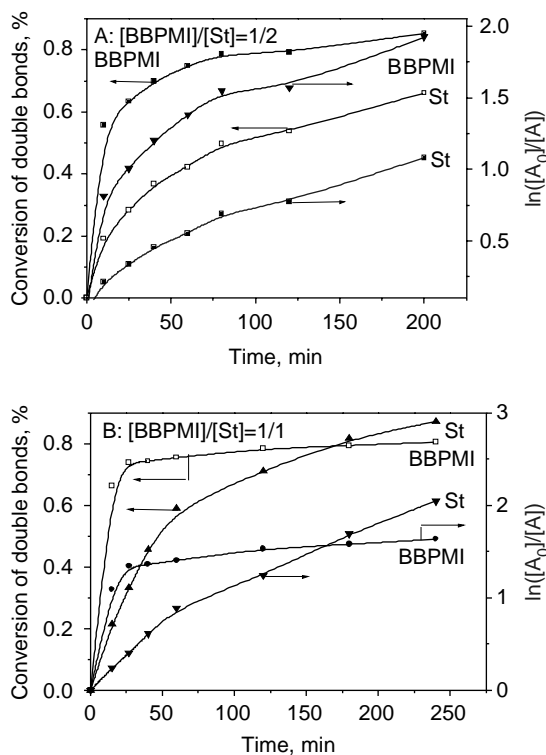 A: [BBPMI]/[St]=1/2
BBPMI
BBPMI
St
St
Conversion of double bonds, %
0.8
0.6
0.4
0.2
0.0
2.0
1.5
1.0
0.5
ln([A₀]/[A])
0 50 100 150 200
Time, min
B: [BBPMI]/[St]=1/1
St
BBPMI
St
BBPMI
Conversion of double bonds, %
0.8
0.6
0.4
0.2
0.0
3
2
1
0
ln([A₀]/[A])
0 50 100 150 200 250
Time, min